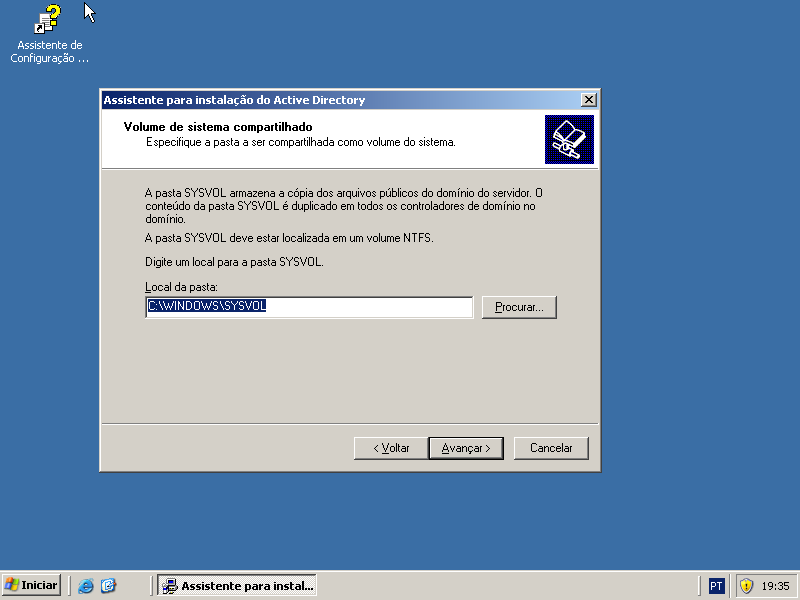 Assistente de
Configuração ...
Assistente para instalação do Active Directory
Volume de sistema compartilhado
Especifique a pasta a ser compartilhada como volume do sistema.
A pasta SYSVOL armazena a cópia dos arquivos públicos do domínio do servidor. O
conteúdo da pasta SYSVOL é duplicado em todos os controladores de domínio no
domínio.
A pasta SYSVOL deve estar localizada em um volume NTFS.
Digite um local para a pasta SYSVOL.
Local da pasta:
C:\WINDOWS\SYSVOL
Procurar...
< Voltar
Avançar >
Cancelar
Iniciar
Assistente para instal...
PT
19:35